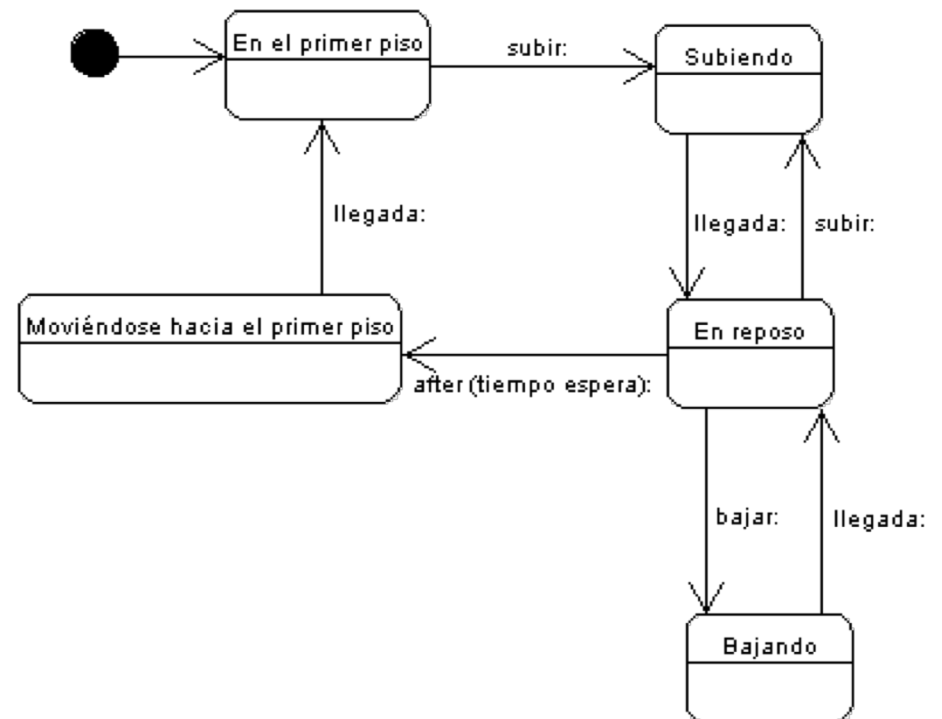 En el primer piso
subir:
Subiendo
llegada:
llegada:
subir:
Moviéndose hacia el primer piso
En reposo
after (tiempo espera):
bajar:
llegada:
Bajando